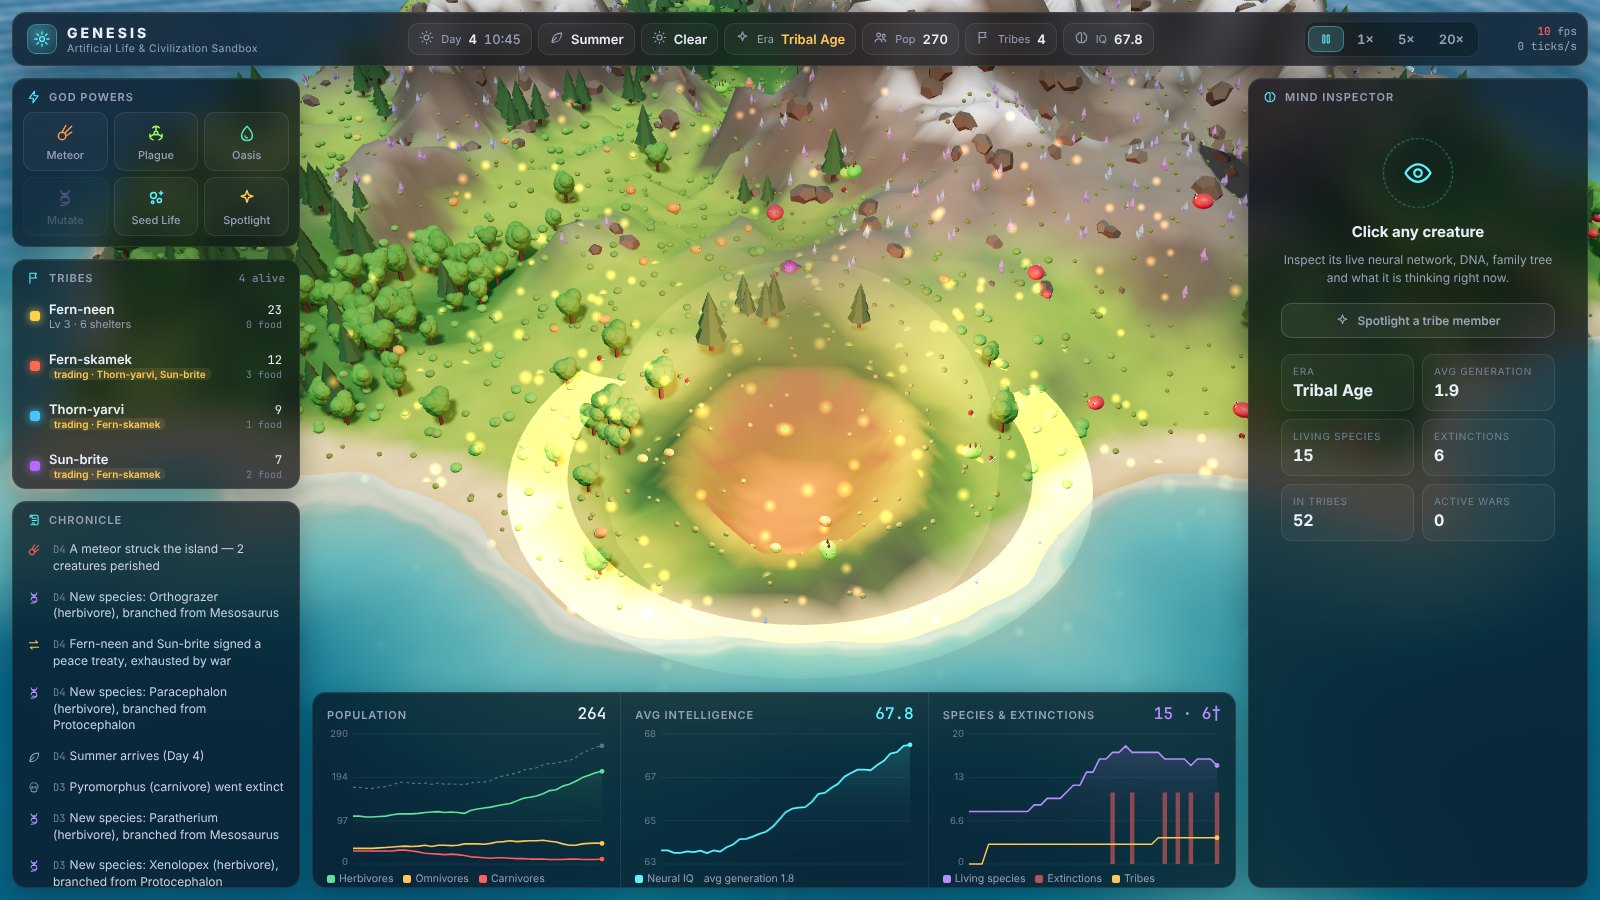 GENESIS
Artificial Life & Civilization Sandbox
Day 4 10:45
Summer
Clear
Era Tribal Age
Pop 270
Tribes 4
IQ 67.8
1×
5×
20×
10 fps
0 ticks/s
GOD POWERS
Meteor
Plague
Oasis
Mutate
Seed Life
Spotlight
TRIBES
4 alive
Fern-neen
23
Lv 3 · 6 shelters
0 food
Fern-skamek
12
trading · Thorn-yarvi, Sun-brite
3 food
Thorn-yarvi
9
trading · Fern-skamek
1 food
Sun-brite
7
trading · Fern-skamek
2 food
CHRONICLE
D4 A meteor struck the island — 2
creatures perished
D4 New species: Orthograzer
(herbivore), branched from Mesosaurus
D4 Fern-neen and Sun-brite signed a
peace treaty, exhausted by war
D4 New species: Paracephalon
(herbivore), branched from
Protocephalon
D4 Summer arrives (Day 4)
D3 Pyromorphus (carnivore) went extinct
D3 New species: Paratherium
(herbivore), branched from Mesosaurus
D3 New species: Xenolopex (herbivore),
branched from Protocephalon
POPULATION
264
290
194
97
0
Herbivores
Omnivores
Carnivores
AVG INTELLIGENCE
67.8
68
67
65
63
Neural IQ
avg generation 1.8
SPECIES & EXTINCTIONS
15 · 6†
20
13
6.6
0
Living species
Extinctions
Tribes
MIND INSPECTOR
Click any creature
Inspect its live neural network, DNA, family tree
and what it is thinking right now.
Spotlight a tribe member
ERA
Tribal Age
AVG GENERATION
1.9
LIVING SPECIES
15
EXTINCTIONS
6
IN TRIBES
52
ACTIVE WARS
0